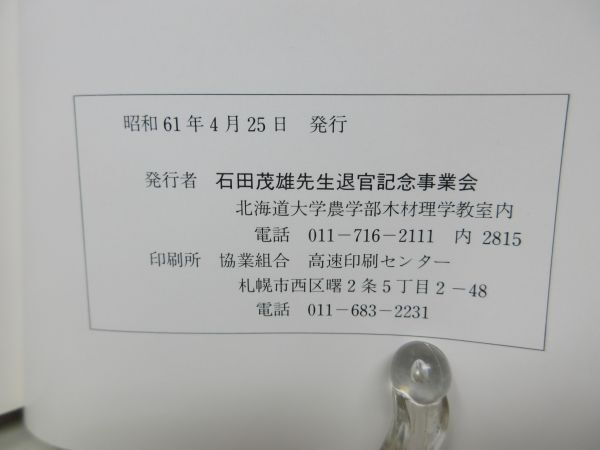 昭和 61 年 4 月 25 日　発行
発行者　石田茂雄先生退官記念事業会
北海道大学農学部木材理学教室内
電話　011－716－2111　内 2815
印刷所　協業組合　高速印刷センター
札幌市西区曙 2 条 5 丁目 2 －48
電話　011－683－2231